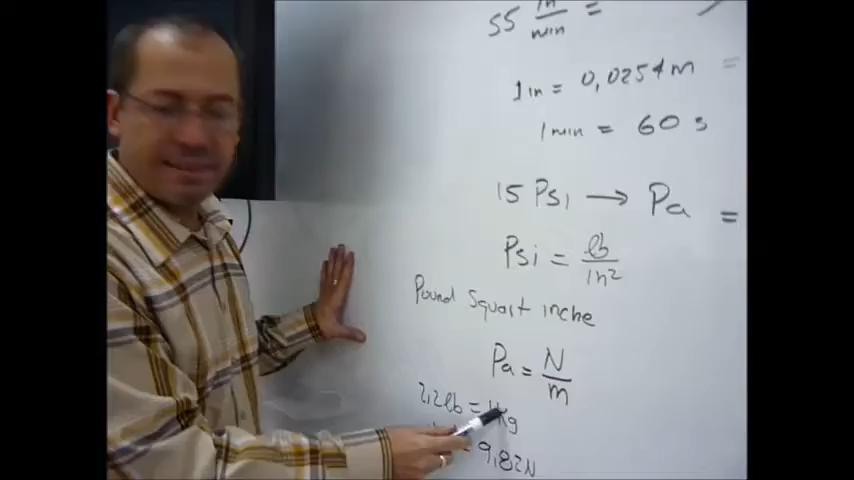 55 in/min =
1in = 0,0254m =
1min = 60 s
15 Psi → Pa =
Psi = lb/in²
Pound Squart inche
Pa = N/m
2,2lb = 1kg
9,82N